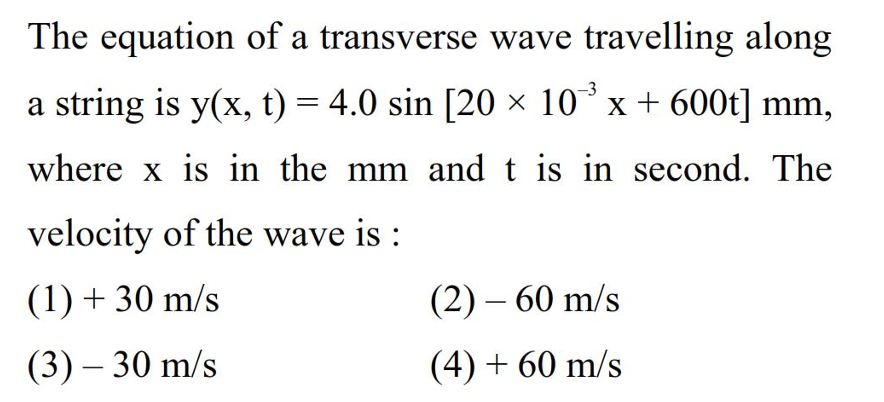 The equation of a transverse wave travelling along
a string is y(x, t) = 4.0 sin [20 × 10⁻³ x + 600t] mm,
where x is in the mm and t is in second. The
velocity of the wave is :
(1) + 30 m/s (2) – 60 m/s
(3) – 30 m/s (4) + 60 m/s